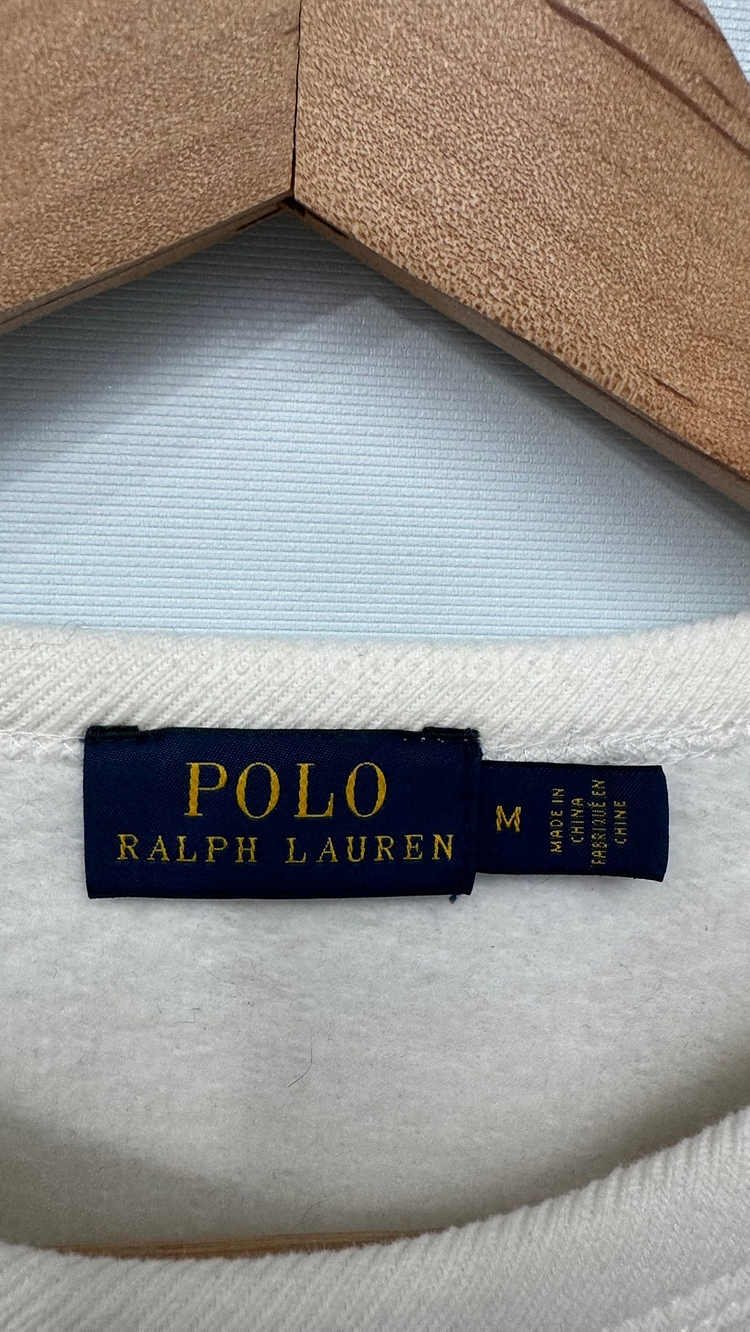 POLO
RALPH LAUREN
M
MADE IN
CHINA
FABRIQUÉ EN
CHINE